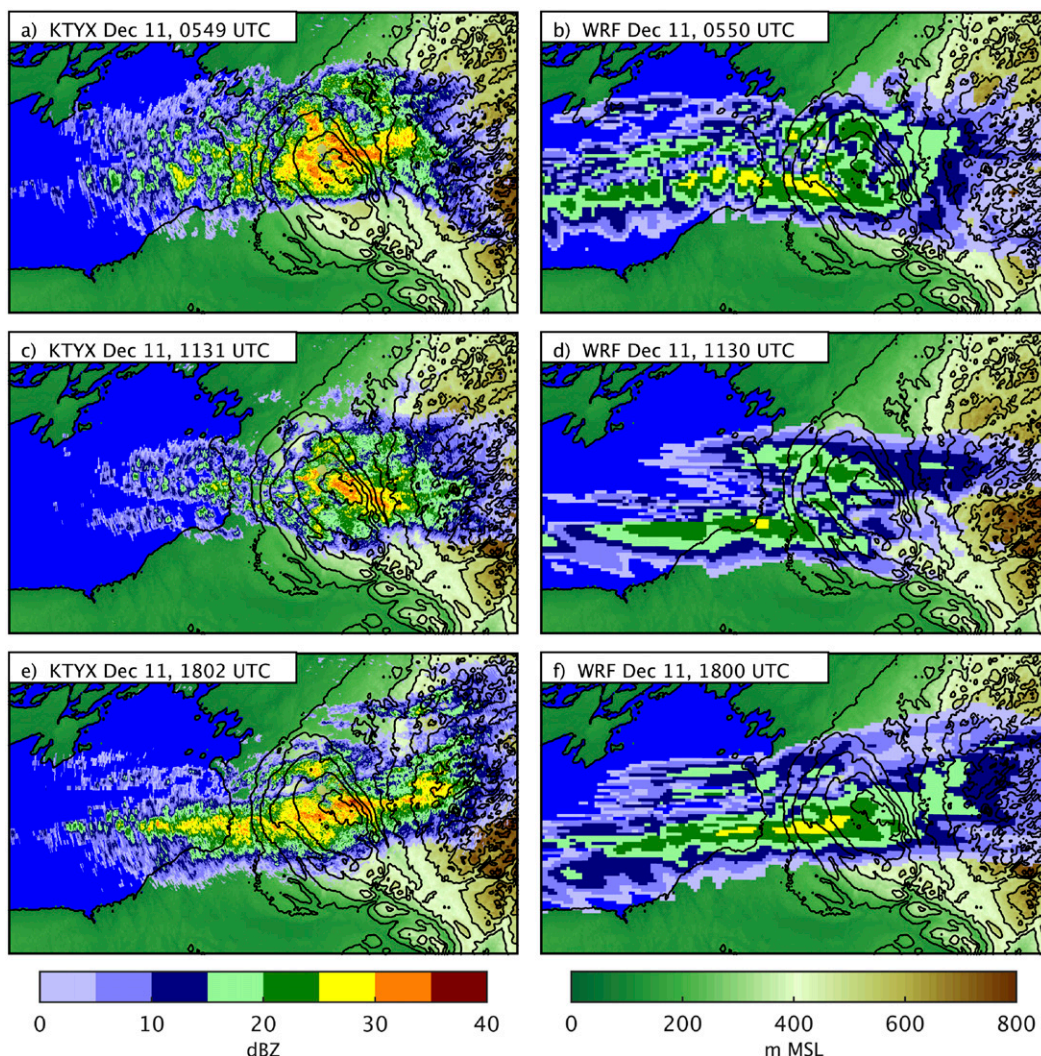 a) KTYX Dec 11, 0549 UTC
b) WRF Dec 11, 0550 UTC
c) KTYX Dec 11, 1131 UTC
d) WRF Dec 11, 1130 UTC
e) KTYX Dec 11, 1802 UTC
f) WRF Dec 11, 1800 UTC
0 10 20 30 40
dBZ
0 200 400 600 800
m MSL